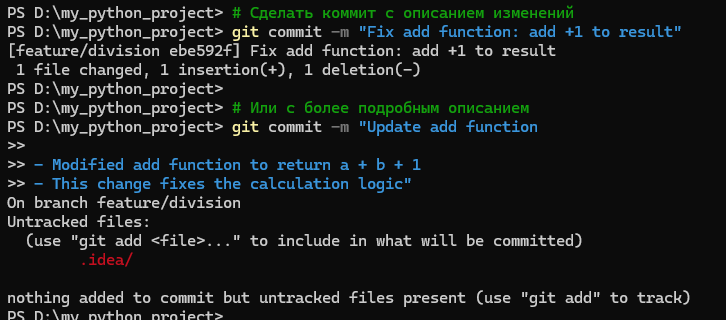 PS D:\my_python_project> # Сделать коммит с описанием изменений
PS D:\my_python_project> git commit -m "Fix add function: add +1 to result"
[feature/division ebe592f] Fix add function: add +1 to result
 1 file changed, 1 insertion(+), 1 deletion(-)
PS D:\my_python_project>
PS D:\my_python_project> # Или с более подробным описанием
PS D:\my_python_project> git commit -m "Update add function
>>
>> - Modified add function to return a + b + 1
>> - This change fixes the calculation logic"
On branch feature/division
Untracked files:
  (use "git add <file>..." to include in what will be committed)
        .idea/

nothing added to commit but untracked files present (use "git add" to track)
PS D:\my_python_project>